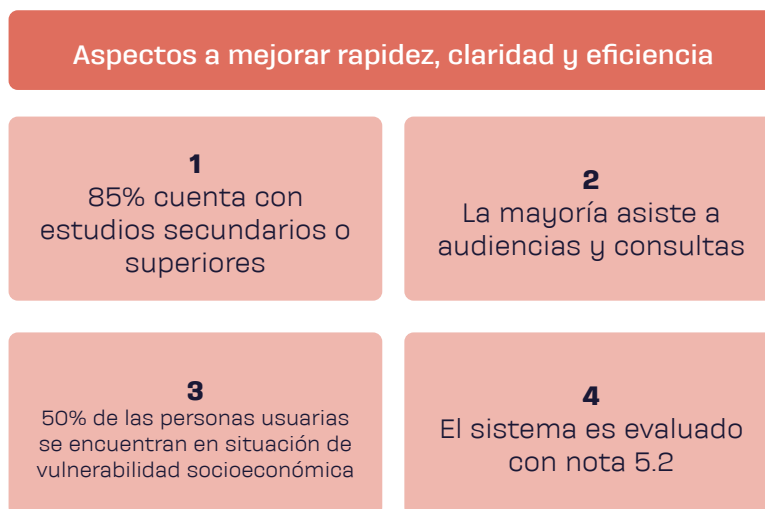 Aspectos a mejorar rapidez, claridad y eficiencia
1
85% cuenta con
estudios secundarios o
superiores
2
La mayoría asiste a
audiencias y consultas
3
50% de las personas usuarias
se encuentran en situación de
vulnerabilidad socioeconómica
4
El sistema es evaluado
con nota 5.2